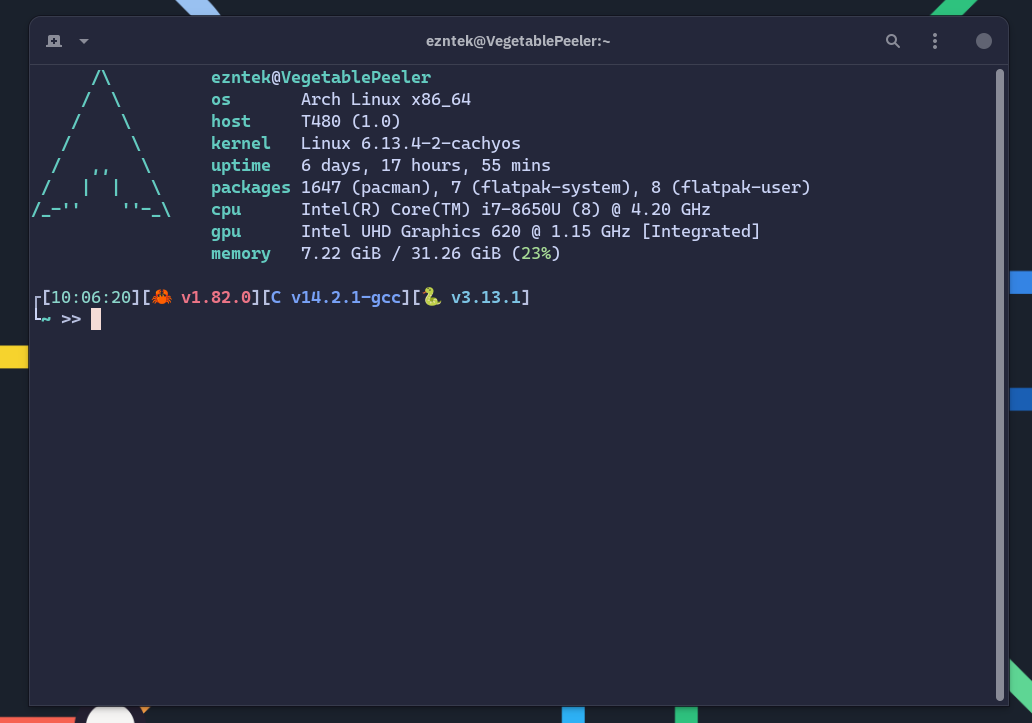 ezntek@VegetablePeeler:~
ezntek@VegetablePeeler
os Arch Linux x86_64
host T480 (1.0)
kernel Linux 6.13.4-2-cachyos
uptime 6 days, 17 hours, 55 mins
packages 1647 (pacman), 7 (flatpak-system), 8 (flatpak-user)
cpu Intel(R) Core(TM) i7-8650U (8) @ 4.20 GHz
gpu Intel UHD Graphics 620 @ 1.15 GHz [Integrated]
memory 7.22 GiB / 31.26 GiB (23%)
[10:06:20][🦀 v1.82.0][C v14.2.1-gcc][🐍 v3.13.1]
~ >>